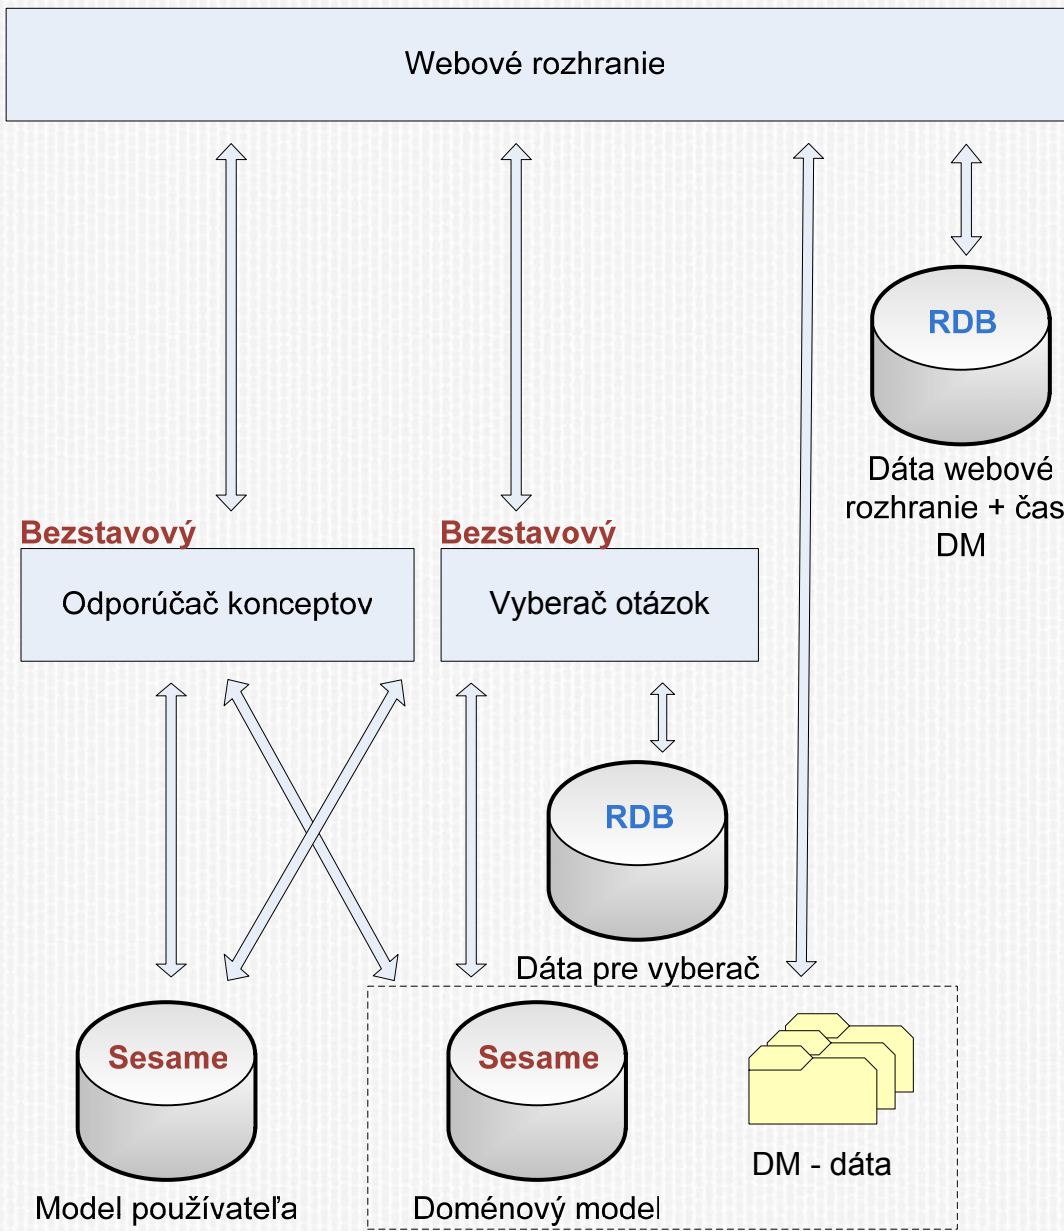 Webové rozhranie
RDB
Dáta webové
rozhranie + čas
DM
Bezstavový
Bezstavový
Odporúčač konceptov
Vyberač otázok
RDB
Dáta pre vyberač
Sesame
Sesame
DM - dáta
Model používateľa
Doménový model